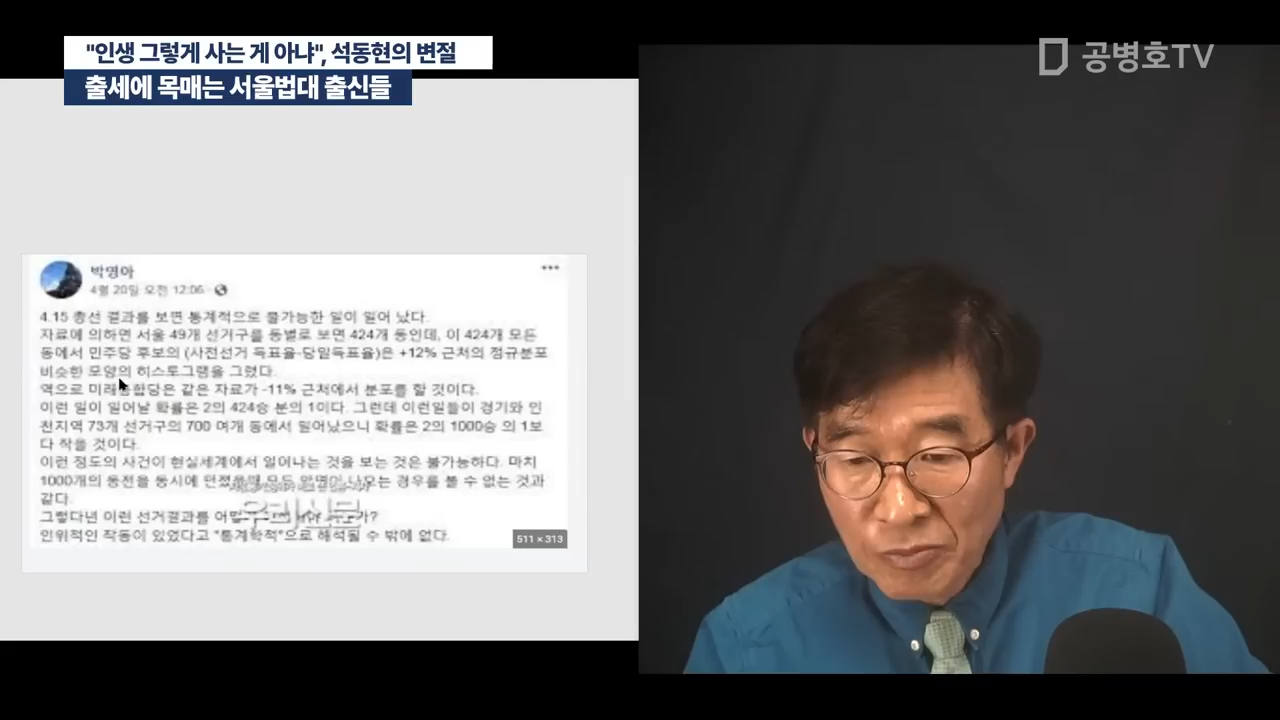 "인생 그렇게 사는 게 아냐", 석동현의 변절
출세에 목매는 서울법대 출신들
공병호TV
박영아
4월 20일 오전 12:06
4.15 총선 결과를 보면 통계적으로 불가능한 일이 일어 났다.
자료에 의하면 서울 49개 선거구를 동별로 보면 424개 동인데, 이 424개 모든
동에서 민주당 후보의 (사전선거 득표율-당일득표율)은 +12% 근처의 정규분포
비슷한 모양의 히스토그램을 그렸다.
역으로 미래통합당은 같은 자료가 -11% 근처에서 분포를 할 것이다.
이런 일이 일어날 확률은 2의 424승 분의 1이다. 그런데 이런일들이 경기와 인
천지역 73개 선거구의 700 여개 동에서 일어났으니 확률은 2의 1000승 의 1보
다 작을 것이다.
이런 정도의 사건이 현실세계에서 일어나는 것을 보는 것은 불가능하다. 마치
1000개의 동전을 동시에 던졌을때 모두 앞면이 나오는 경우를 볼 수 없는 것과
같다.
그렇다면 이런 선거결과를 어떻게
인위적인 작동이 있었다고 "통계학적"으로 해석될 수 밖에 없다.
511 × 313